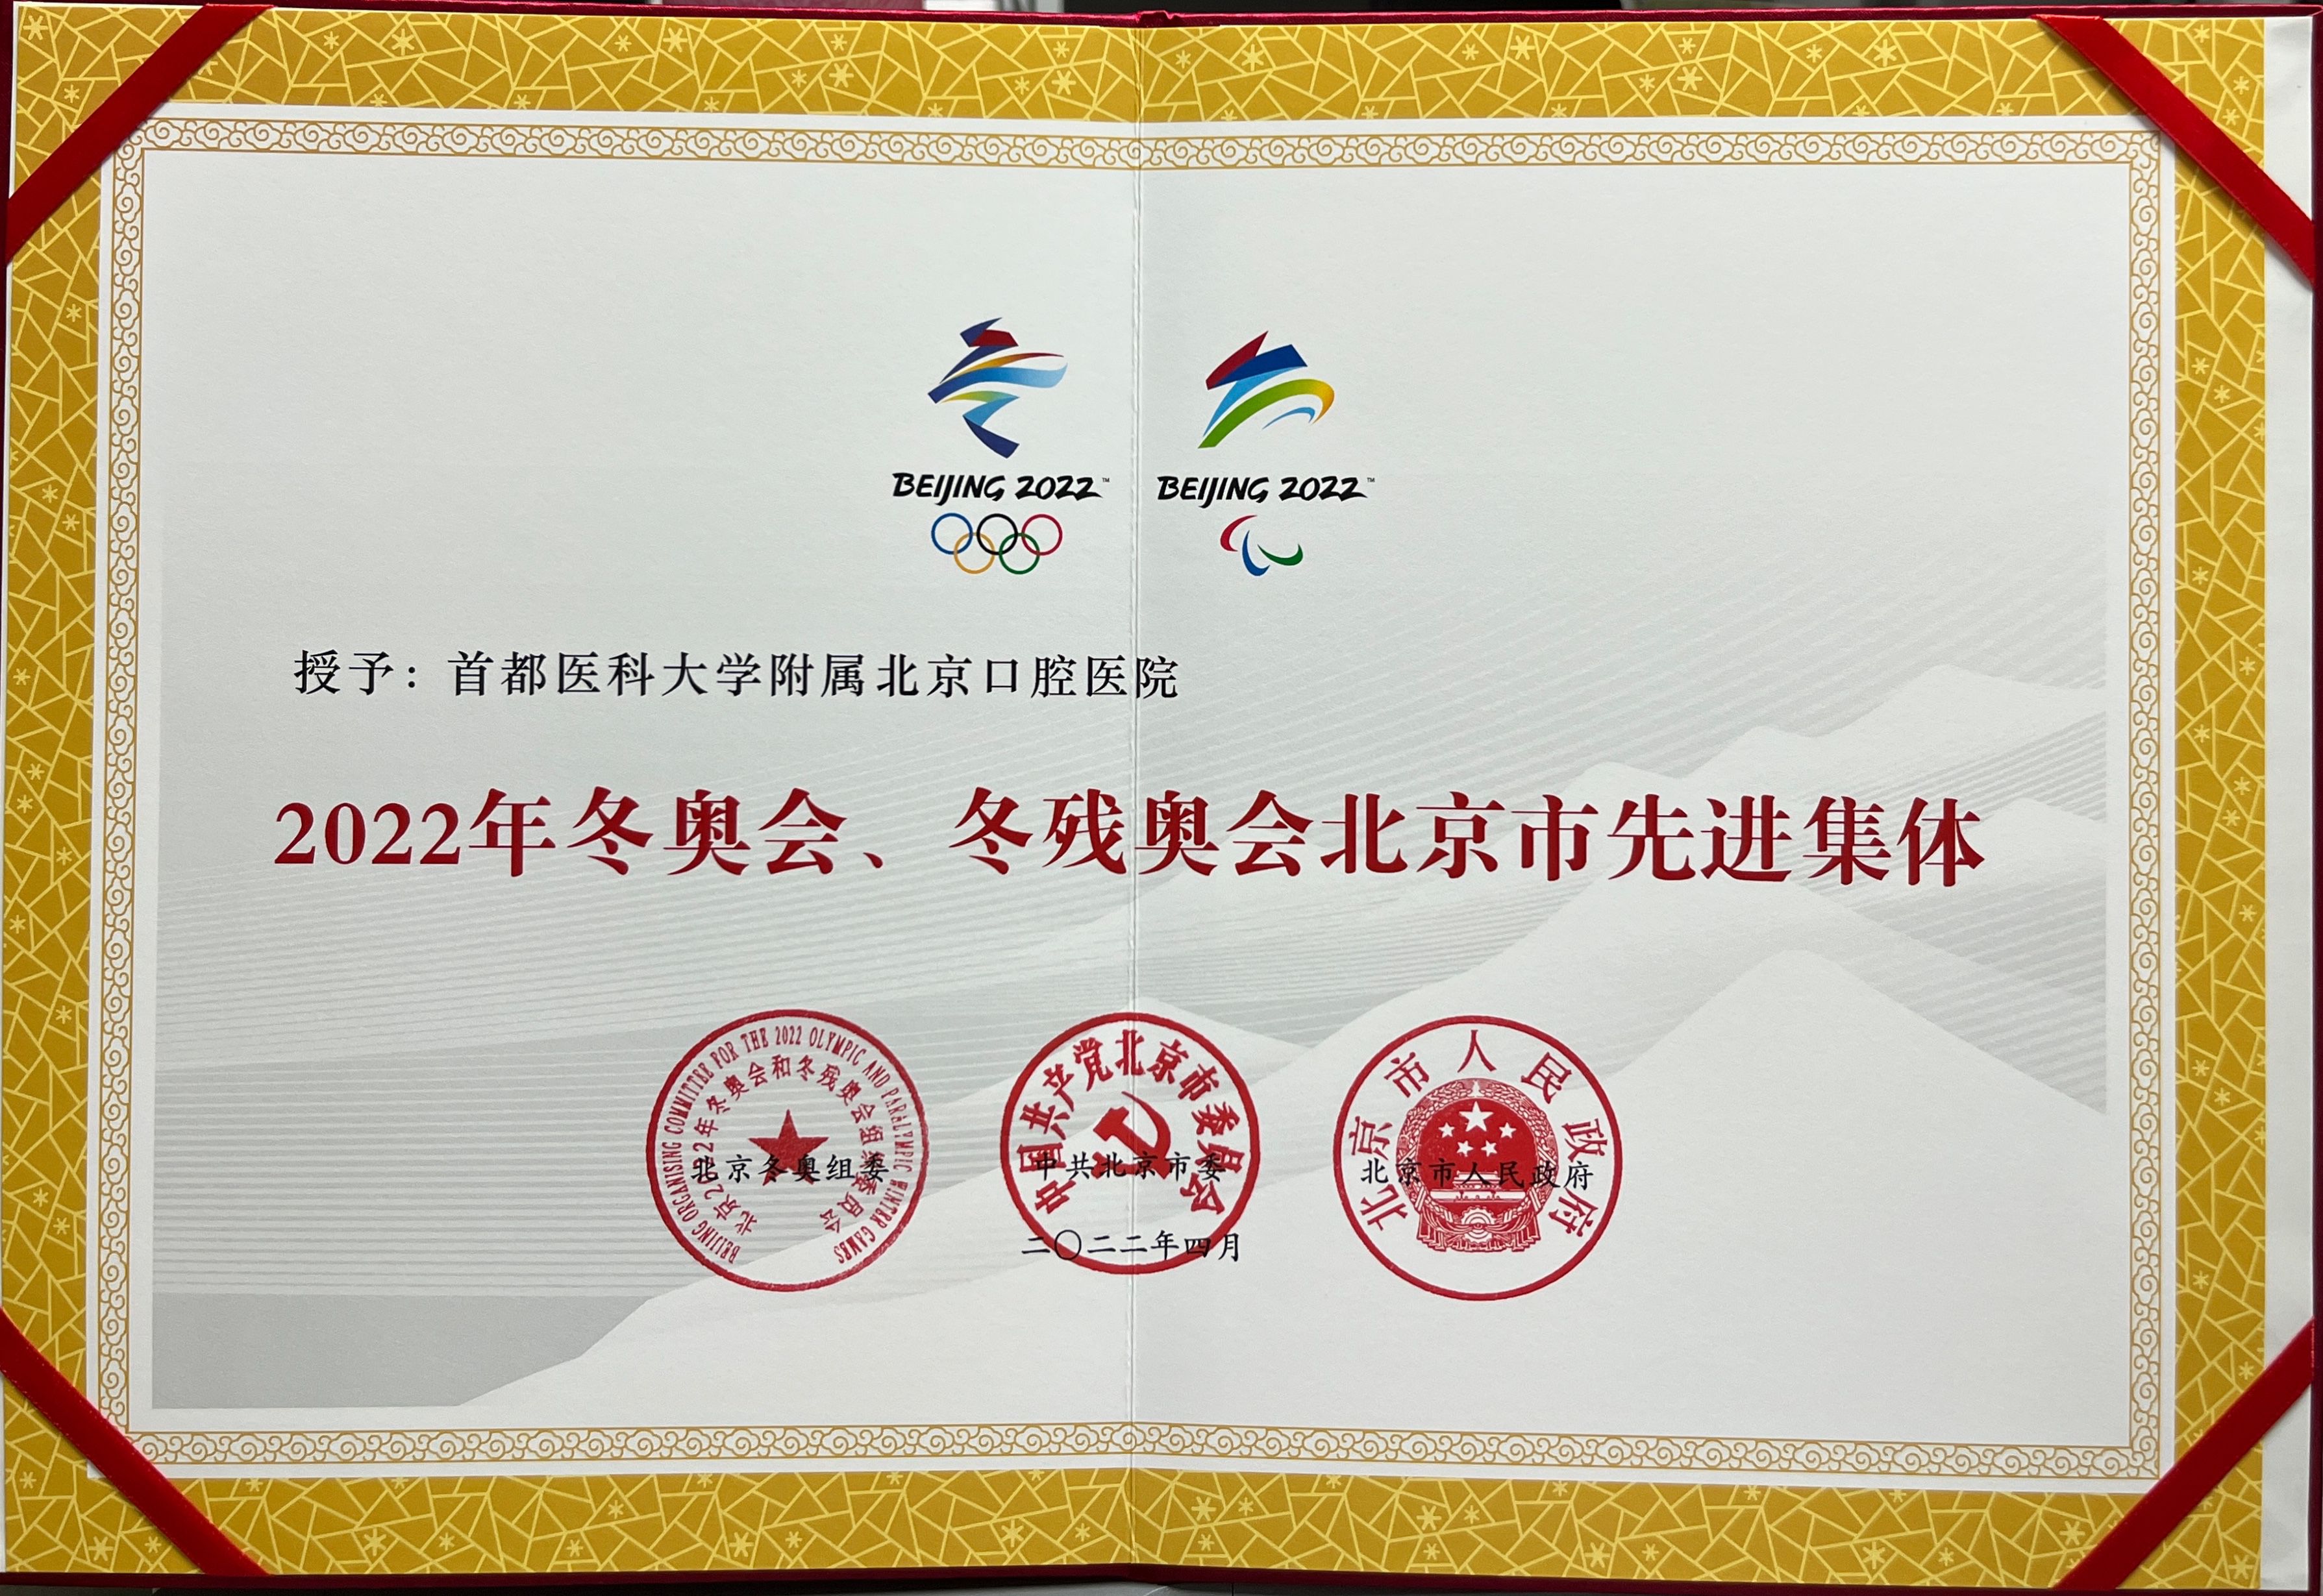 BEIJING 2022™ BEIJING 2022™
授予：首都医科大学附属北京口腔医院
2022年冬奥会、冬残奥会北京市先进集体
BEIJING ORGANISING COMMITTEE FOR THE 2022 OLYMPIC AND PARALYMPIC WINTER GAMES
北京2022年冬奥会和冬残奥会组织委员会
中国共产党北京市委员会
北京市人民政府
北京冬奥组委 中共北京市委 北京市人民政府
二〇二二年四月